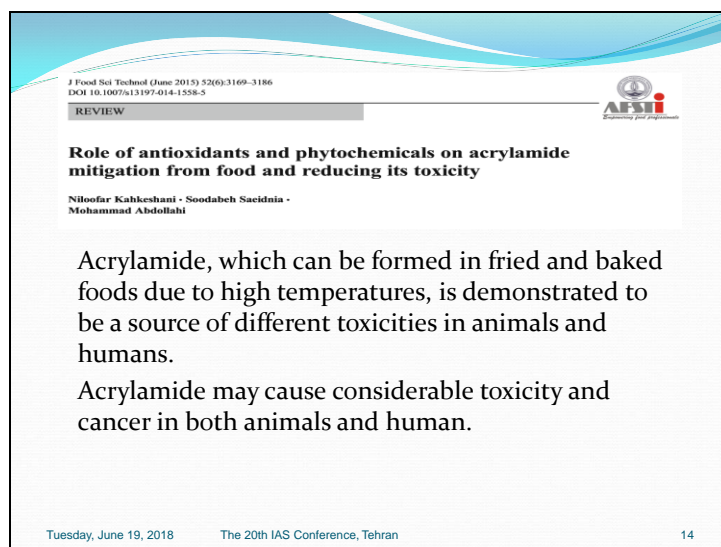 J Food Sci Technol (June 2015) 52(6):3169–3186
DOI 10.1007/s13197-014-1558-5
REVIEW
AFSTi
Empowering food professionals
Role of antioxidants and phytochemicals on acrylamide
mitigation from food and reducing its toxicity
Niloofar Kahkeshani · Soodabeh Saeidnia ·
Mohammad Abdollahi
Acrylamide, which can be formed in fried and baked
foods due to high temperatures, is demonstrated to
be a source of different toxicities in animals and
humans.
Acrylamide may cause considerable toxicity and
cancer in both animals and human.
Tuesday, June 19, 2018 The 20th IAS Conference, Tehran 14